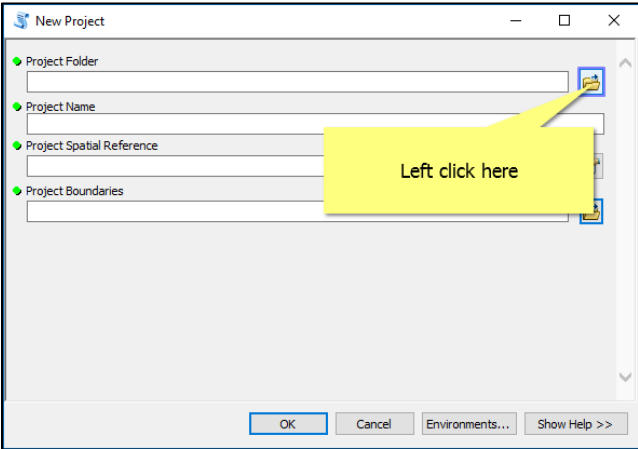 New Project
Project Folder
Project Name
Project Spatial Reference
Left click here
Project Boundaries
OK Cancel Environments... Show Help >>